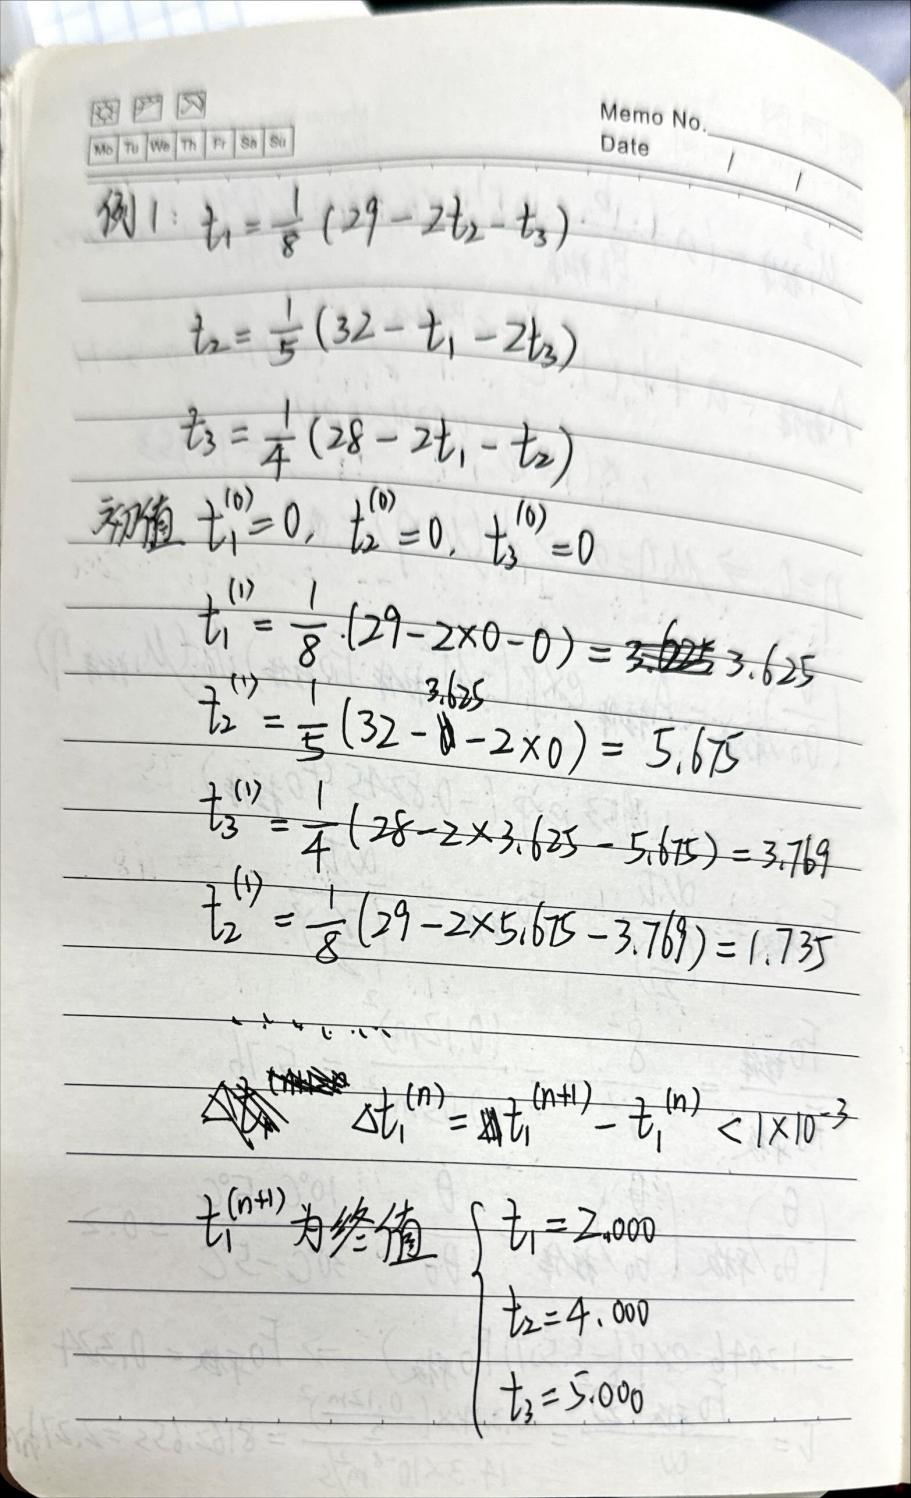 Memo No.
Mo Tu We Th Fr Sa Su
Date / /
例1: t₁ = 1/8 (29 - 2t₂ - t₃)
t₂ = 1/5 (32 - t₁ - 2t₃)
t₃ = 1/4 (28 - 2t₁ - t₂)
初值 t₁⁽⁰⁾ = 0, t₂⁽⁰⁾ = 0, t₃⁽⁰⁾ = 0
t₁⁽¹⁾ = 1/8 · (29 - 2×0 - 0) = 3.625
t₂⁽¹⁾ = 1/5 (32 - 3.625 - 2×0) = 5.675
t₃⁽¹⁾ = 1/4 (28 - 2×3.625 - 5.675) = 3.769
t₂⁽¹⁾ = 1/8 (29 - 2×5.675 - 3.769) = 1.735
........
Δt₁⁽ⁿ⁾ = t₁⁽ⁿ⁺¹⁾ - t₁⁽ⁿ⁾ < 1×10⁻³
t₁⁽ⁿ⁺¹⁾ 为终值 { t₁ = 2.000
t₂ = 4.000
t₃ = 5.000